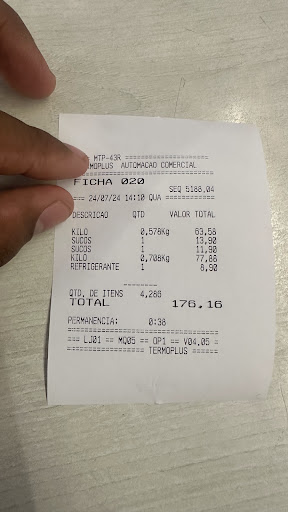 MTP-43R ====================
TERMOPLUS AUTOMACAO COMERCIAL
FICHA 020
SEQ 5188,04
=== 24/07/24 14:10 QUA ============
DESCRICAO QTD VALOR TOTAL
KILO 0,578Kg 63,58
SUCOS 1 13,90
SUCOS 1 11,90
KILO 0,708Kg 77,88
REFRIGERANTE 1 8,90
--------
QTD. DE ITENS 4,286
TOTAL 176,16
PERMANENCIA: 0:38
=== LJ01 == MQ05 == OP1 == V04,05 =
================== TERMOPLUS ======